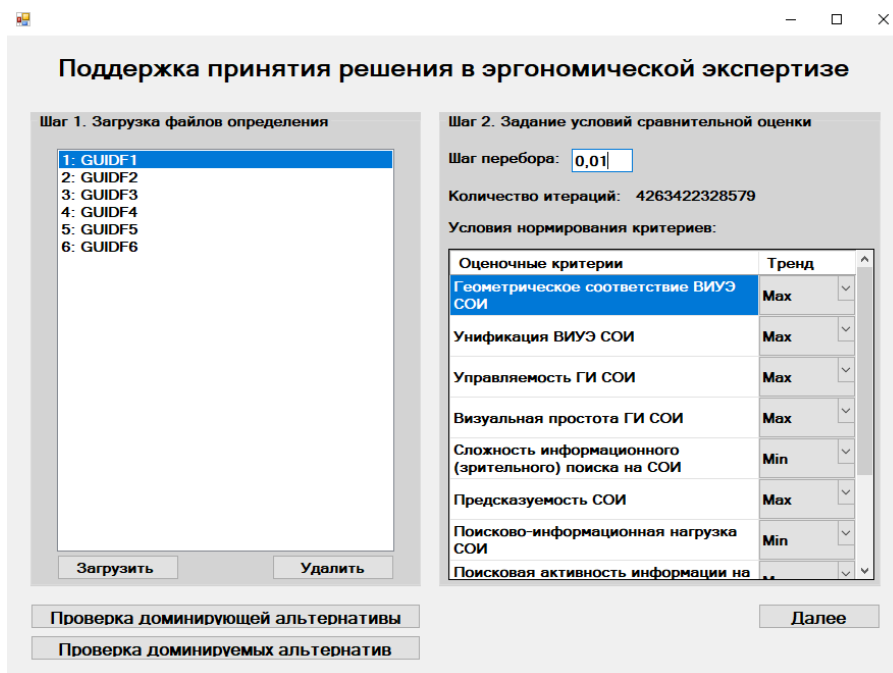 Поддержка принятия решения в эргономической экспертизе
Шаг 1. Загрузка файлов определения
1: GUIDF1
2: GUIDF2
3: GUIDF3
4: GUIDF4
5: GUIDF5
6: GUIDF6
Загрузить
Удалить
Проверка доминирующей альтернативы
Проверка доминируемых альтернатив
Шаг 2. Задание условий сравнительной оценки
Шаг перебора: 0,01
Количество итераций: 4263422328579
Условия нормирования критериев:
Оценочные критерии Тренд
Геометрическое соответствие ВИУЭ
СОИ
Max
Унификация ВИУЭ СОИ Max
Управляемость ГИ СОИ Max
Визуальная простота ГИ СОИ Max
Сложность информационного
(зрительного) поиска на СОИ
Min
Предсказуемость СОИ Max
Поисково-информационная нагрузка
СОИ
Min
Поисковая активность информации на
Далее